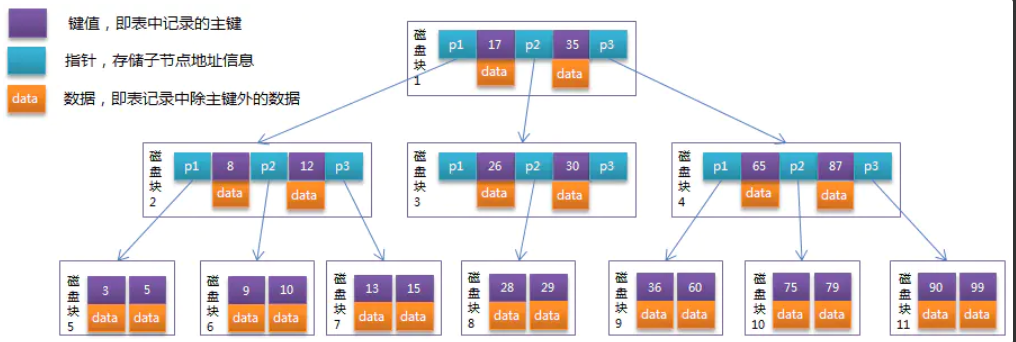 键值，即表中记录的主键
指针，存储子节点地址信息
data 数据，即表记录中除主键外的数据
磁盘块1
p1 17 p2 35 p3
data data
磁盘块2
p1 8 p2 12 p3
data data
磁盘块3
p1 26 p2 30 p3
data data
磁盘块4
p1 65 p2 87 p3
data data
磁盘块5
3 5
data data
磁盘块6
9 10
data data
磁盘块7
13 15
data data
磁盘块8
28 29
data data
磁盘块9
36 60
data data
磁盘块10
75 79
data data
磁盘块11
90 99
data data